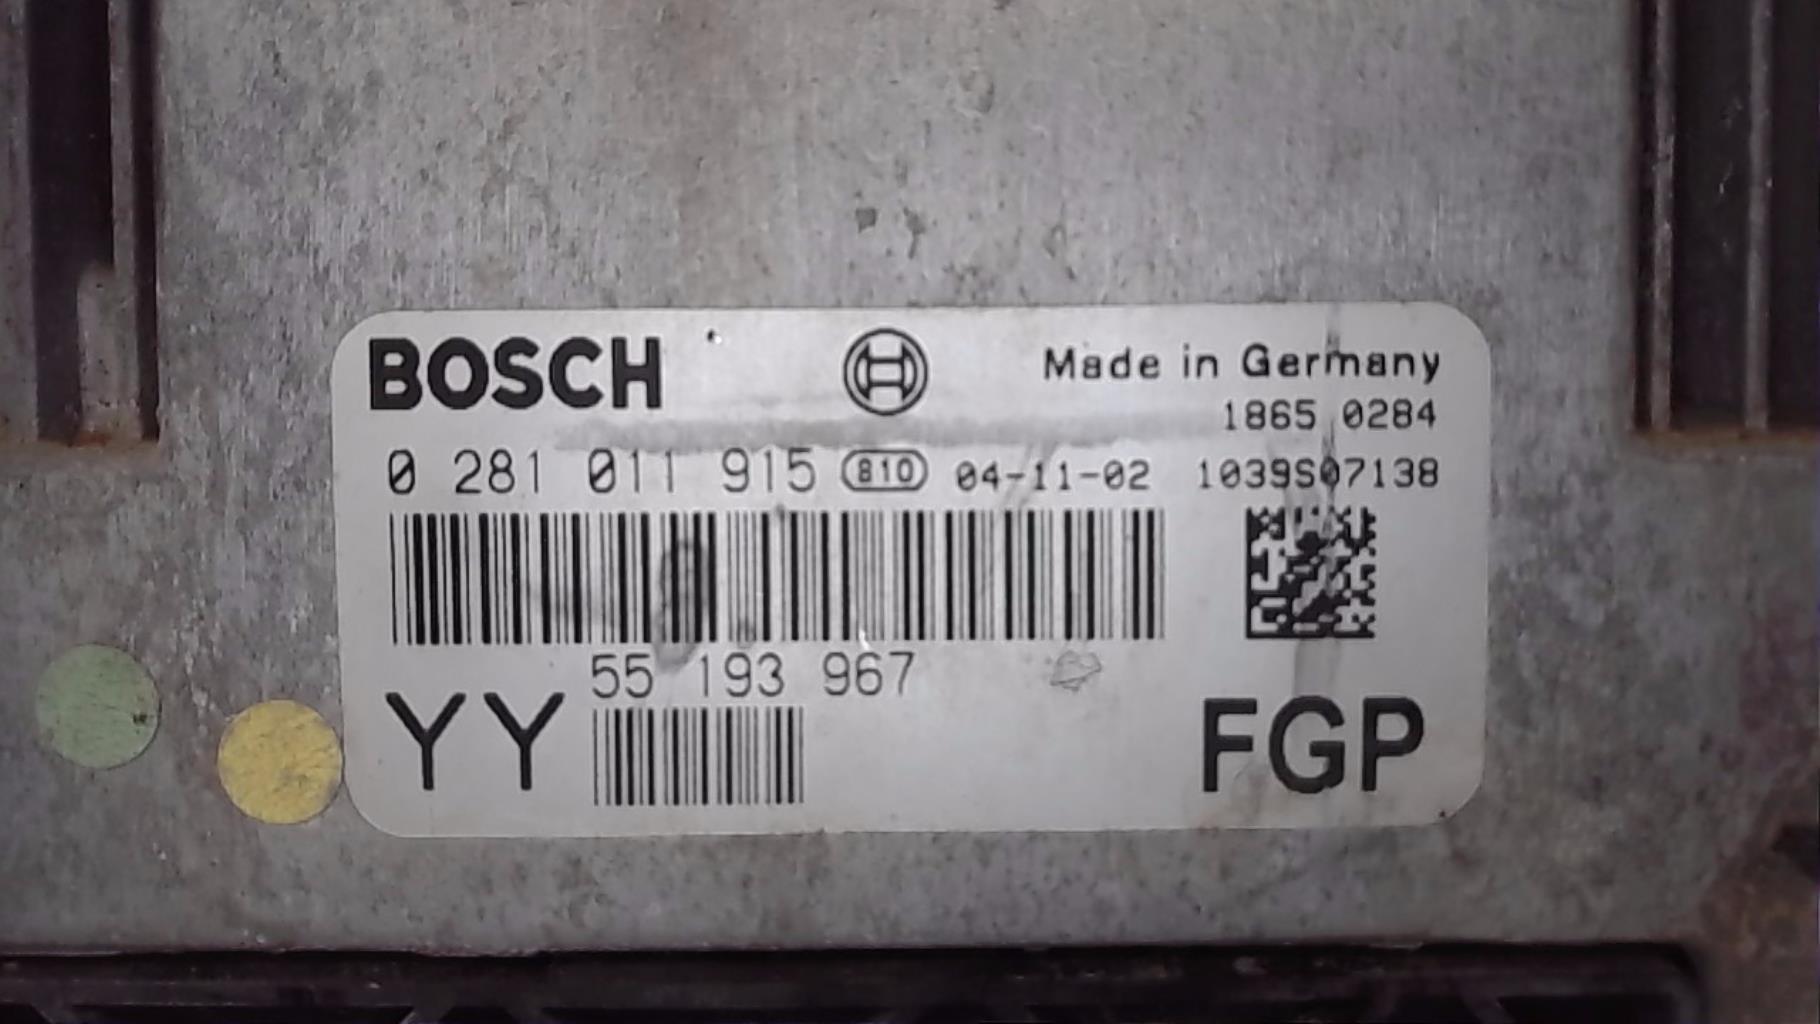 BOSCH Made in Germany
1865 0284
0 281 011 915 810 04-11-02 1039S07138
55 193 967
YY FGP